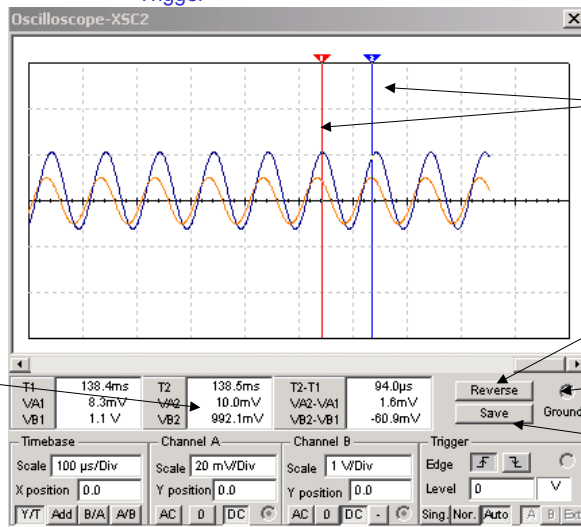 Trigger
Oscilloscope-XSC2
1 2
T1 138.4ms T2 138.5ms T2-T1 94.0µs Reverse
VA1 8.3mV VA2 10.0mV VA2-VA1 1.6mV
VB1 1.1 V VB2 992.1mV VB2-VB1 -60.9mV Save Ground
Timebase Channel A Channel B Trigger
Scale 100 µs/Div Scale 20 mV/Div Scale 1 V/Div Edge
X position 0.0 Y position 0.0 Y position 0.0 Level 0 V
Y/T Add B/A A/B AC 0 DC AC 0 DC - Sing. Nor. Auto A B Ext